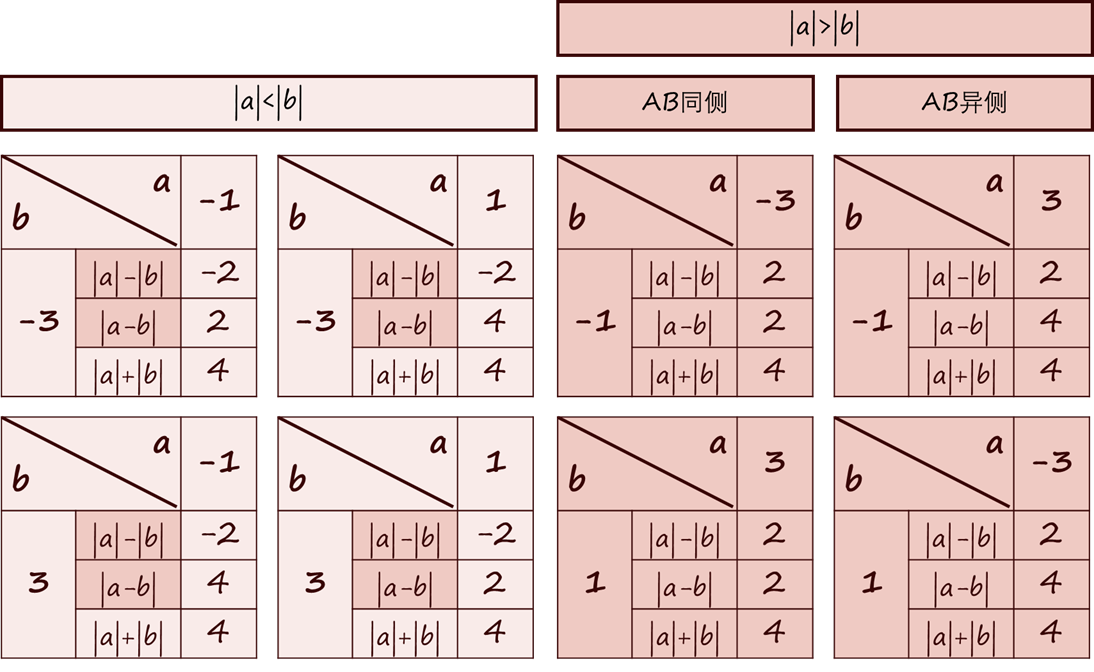 |a|>|b|
|a|<|b| AB同侧 AB异侧
a -1 a 1 a -3 a 3
b b b b
|a|-|b| -2 |a|-|b| -2 |a|-|b| 2 |a|-|b| 2
-3 |a-b| 2 -3 |a-b| 4 -1 |a-b| 2 -1 |a-b| 4
|a|+|b| 4 |a|+|b| 4 |a|+|b| 4 |a|+|b| 4
a -1 a 1 a 3 a -3
b b b b
|a|-|b| -2 |a|-|b| -2 |a|-|b| 2 |a|-|b| 2
3 |a-b| 4 3 |a-b| 2 1 |a-b| 2 1 |a-b| 4
|a|+|b| 4 |a|+|b| 4 |a|+|b| 4 |a|+|b| 4